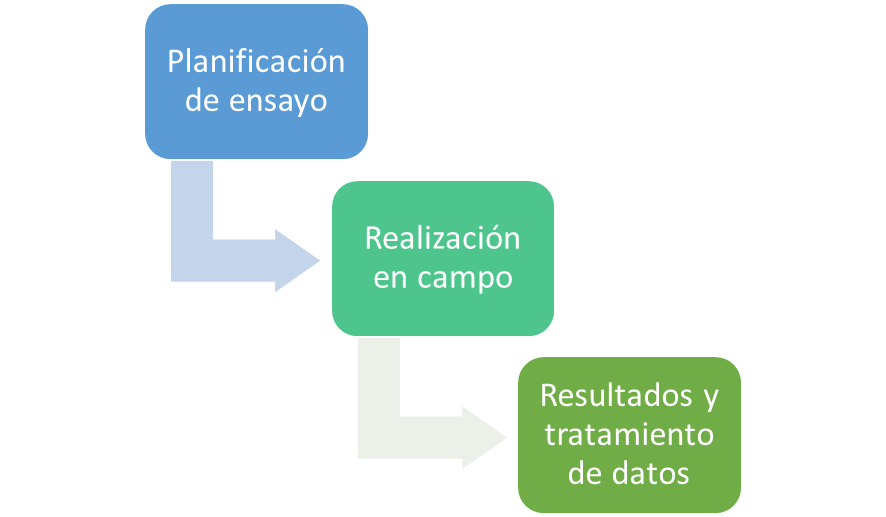 Planificación
de ensayo
Realización
en campo
Resultados y
tratamiento
de datos